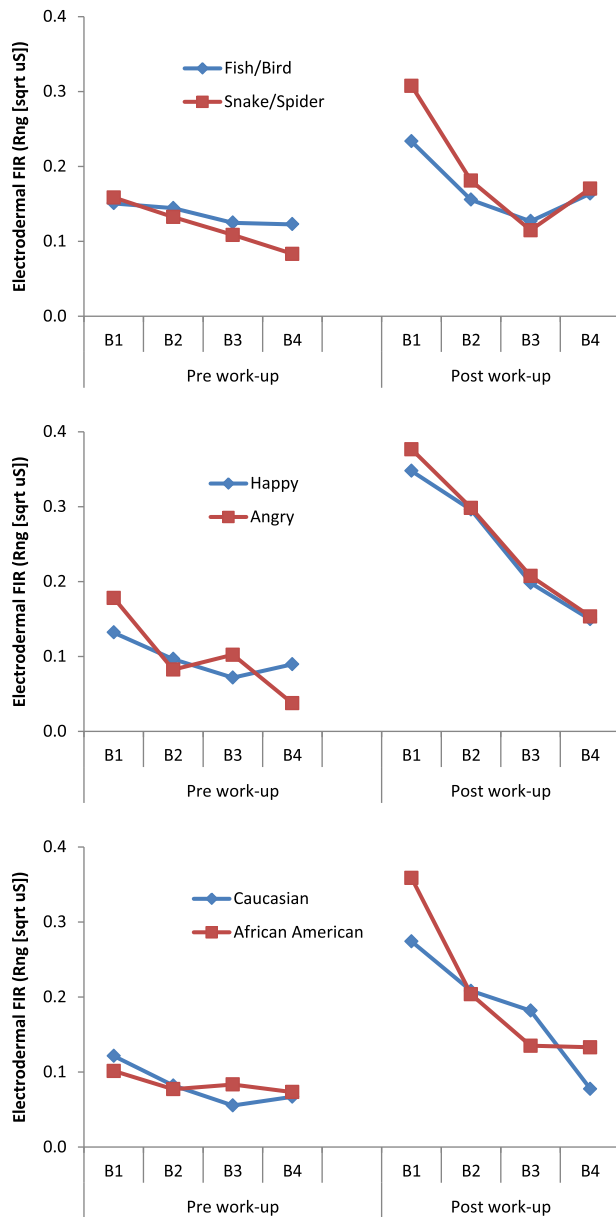 Electrodermal FIR (Rng [sqrt uS])
0.4
0.3
0.2
0.1
0.0
Fish/Bird
Snake/Spider
B1 B2 B3 B4 B1 B2 B3 B4
Pre work-up Post work-up
Electrodermal FIR (Rng [sqrt uS])
0.4
0.3
0.2
0.1
0.0
Happy
Angry
B1 B2 B3 B4 B1 B2 B3 B4
Pre work-up Post work-up
Electrodermal FIR (Rng [sqrt uS])
0.4
0.3
0.2
0.1
0.0
Caucasian
African American
B1 B2 B3 B4 B1 B2 B3 B4
Pre work-up Post work-up